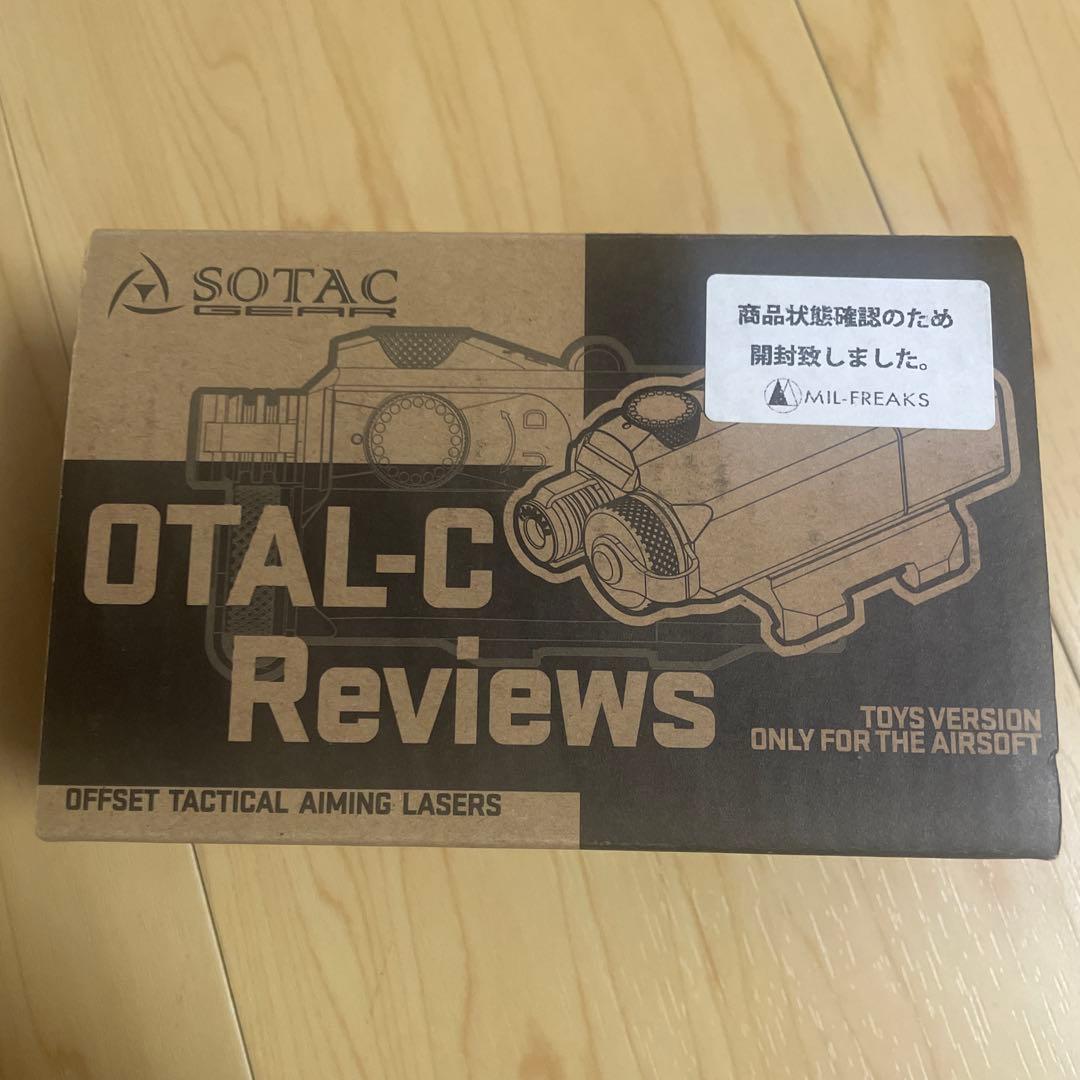 SOTAC
GEAR
商品状態確認のため
開封致しました。
MIL-FREAKS
U D
OTAL-C
Reviews
TOYS VERSION
ONLY FOR THE AIRSOFT
OFFSET TACTICAL AIMING LASERS